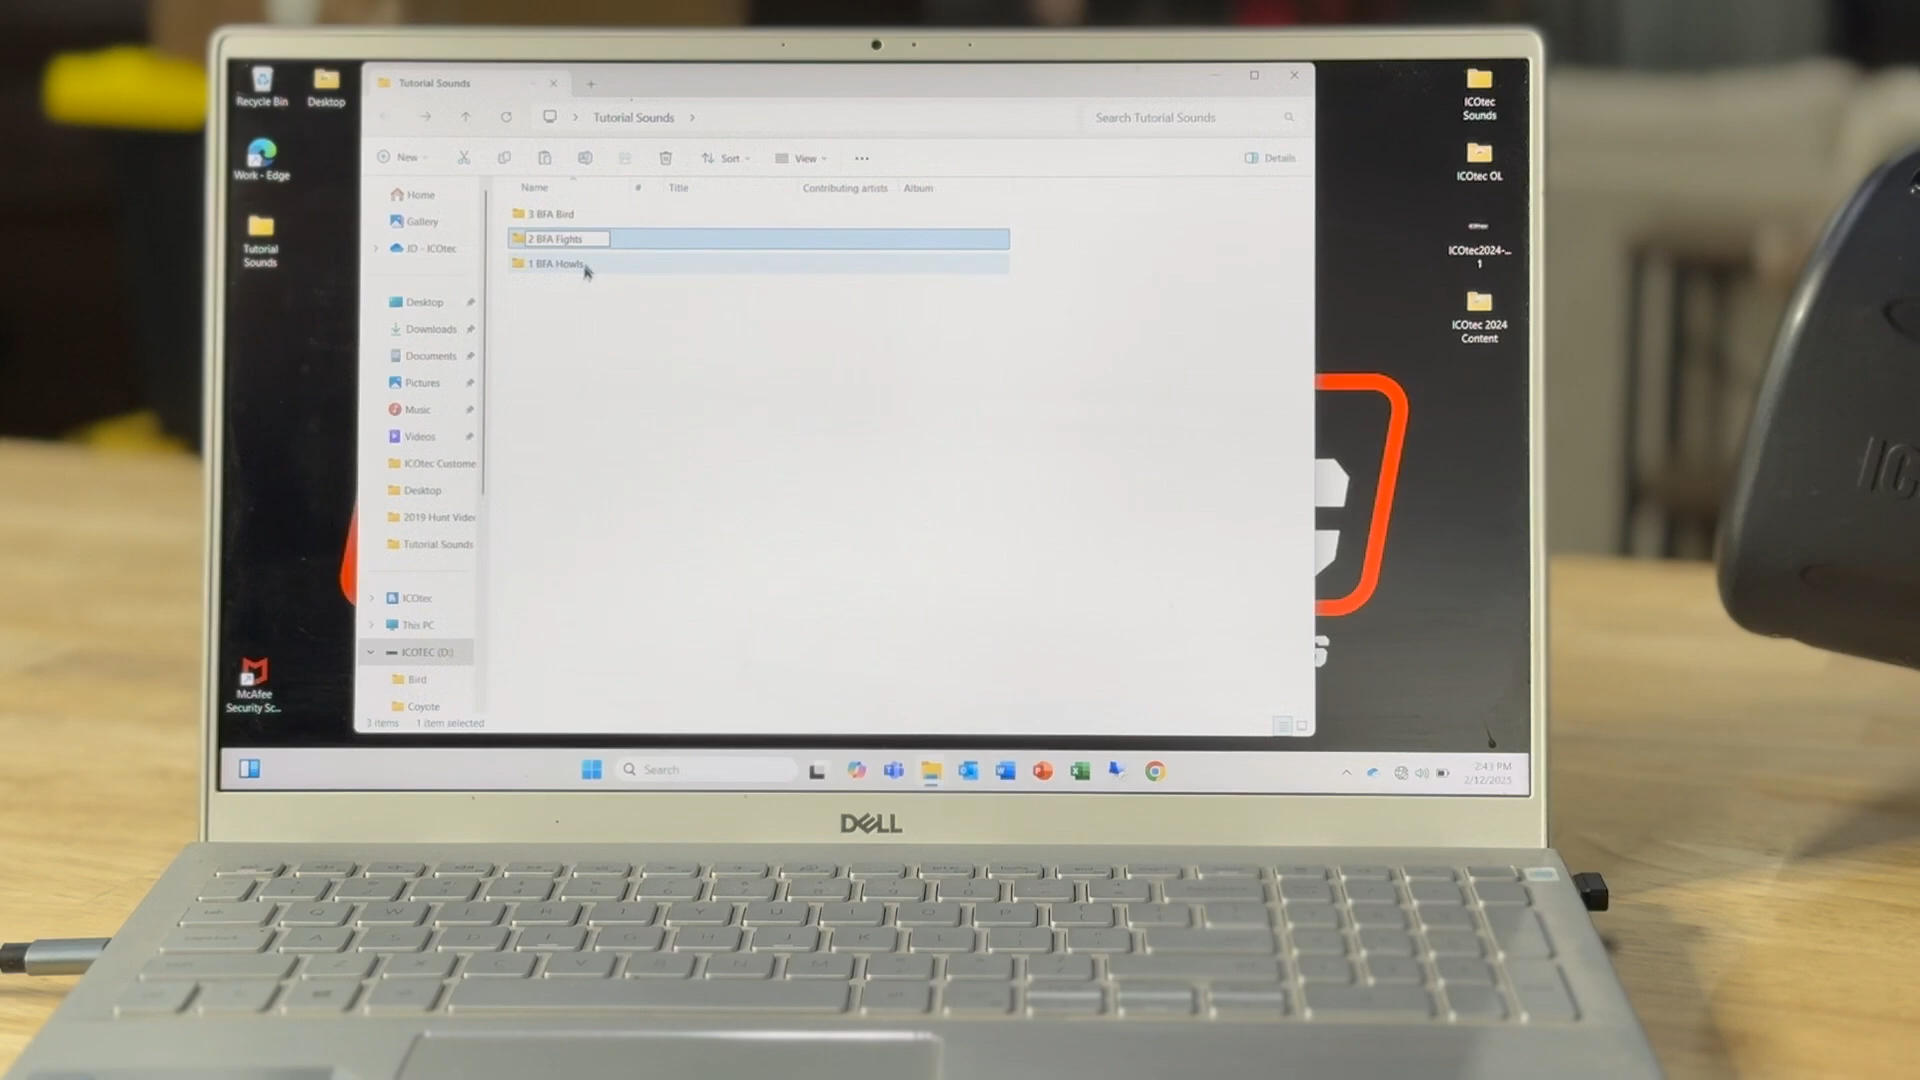 Tutorial Sounds
Recycle Bin
Desktop
ICOtec
Sounds
Tutorial Sounds
Search Tutorial Sounds
Work - Edge
New
Sort
View
Details
ICOtec OL
Name
#
Title
Contributing artists
Album
Home
3 BFA Bird
Gallery
2 BFA Fights
JD - ICOtec
1 BFA Howls
Tutorial
Sounds
ICOtec2024-...
1
Desktop
Downloads
Documents
Pictures
Music
Videos
ICOtec Custome
Desktop
2019 Hunt Video
Tutorial Sounds
ICOtec 2024
Content
ICOtec
This PC
ICOTEC (D:)
Bird
Coyote
3 items
1 item selected
McAfee
Security Sc...
Search
2:43 PM
2/12/2025
DELL